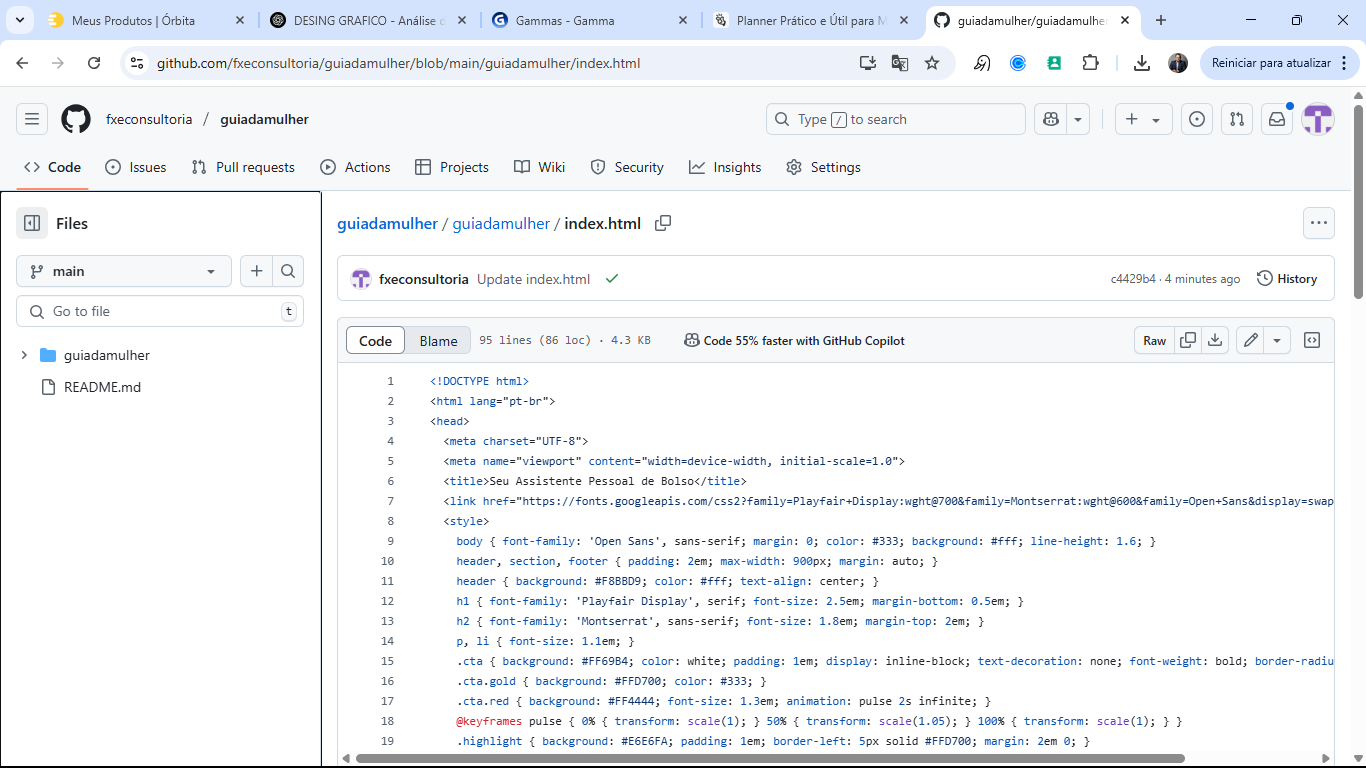 Meus Produtos | Órbita
DESING GRAFICO - Análise d
Gammas - Gamma
Planner Prático e Útil para M
guiadamulher/guiadamulhe
github.com/fxeconsultoria/guiadamulher/blob/main/guiadamulher/index.html
Reiniciar para atualizar
fxeconsultoria / guiadamulher
Type / to search
Code Issues Pull requests Actions Projects Wiki Security Insights Settings
Files
guiadamulher / guiadamulher / index.html
main
fxeconsultoria Update index.html
c4429b4 · 4 minutes ago
History
Go to file t
Code Blame 95 lines (86 loc) · 4.3 KB Code 55% faster with GitHub Copilot Raw
guiadamulher
README.md
1 <!DOCTYPE html>
2 <html lang="pt-br">
3 <head>
4 <meta charset="UTF-8">
5 <meta name="viewport" content="width=device-width, initial-scale=1.0">
6 <title>Seu Assistente Pessoal de Bolso</title>
7 <link href="https://fonts.googleapis.com/css2?family=Playfair+Display:wght@700&family=Montserrat:wght@600&family=Open+Sans&display=swap
8 <style>
9 body { font-family: 'Open Sans', sans-serif; margin: 0; color: #333; background: #fff; line-height: 1.6; }
10 header, section, footer { padding: 2em; max-width: 900px; margin: auto; }
11 header { background: #F8BBD9; color: #fff; text-align: center; }
12 h1 { font-family: 'Playfair Display', serif; font-size: 2.5em; margin-bottom: 0.5em; }
13 h2 { font-family: 'Montserrat', sans-serif; font-size: 1.8em; margin-top: 2em; }
14 p, li { font-size: 1.1em; }
15 .cta { background: #FF69B4; color: white; padding: 1em; display: inline-block; text-decoration: none; font-weight: bold; border-radiu
16 .cta.gold { background: #FFD700; color: #333; }
17 .cta.red { background: #FF4444; font-size: 1.3em; animation: pulse 2s infinite; }
18 @keyframes pulse { 0% { transform: scale(1); } 50% { transform: scale(1.05); } 100% { transform: scale(1); } }
19 .highlight { background: #E6E6FA; padding: 1em; border-left: 5px solid #FFD700; margin: 2em 0; }